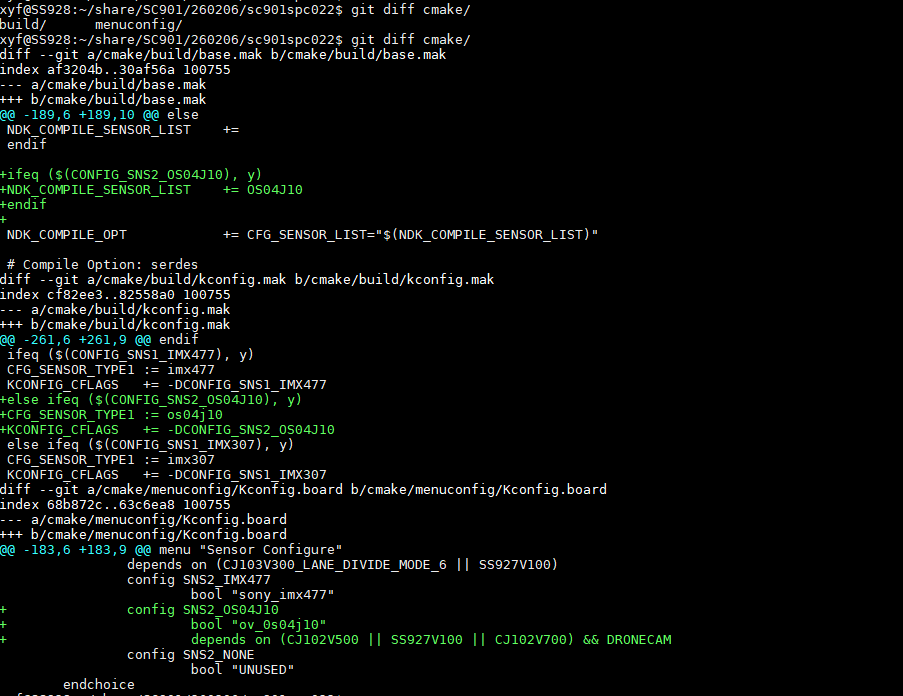 xyf@SS928:~/share/SC901/260206/sc901spc022$ git diff cmake/
build/      menuconfig/
xyf@SS928:~/share/SC901/260206/sc901spc022$ git diff cmake/
diff --git a/cmake/build/base.mak b/cmake/build/base.mak
index af3204b..30af56a 100755
--- a/cmake/build/base.mak
+++ b/cmake/build/base.mak
@@ -189,6 +189,10 @@ else
 NDK_COMPILE_SENSOR_LIST    +=
 endif

+ifeq ($(CONFIG_SNS2_OS04J10), y)
+NDK_COMPILE_SENSOR_LIST    += OS04J10
+endif
+
 NDK_COMPILE_OPT            += CFG_SENSOR_LIST="$(NDK_COMPILE_SENSOR_LIST)"

 # Compile Option: serdes
diff --git a/cmake/build/kconfig.mak b/cmake/build/kconfig.mak
index cf82ee3..82558a0 100755
--- a/cmake/build/kconfig.mak
+++ b/cmake/build/kconfig.mak
@@ -261,6 +261,9 @@ endif
 ifeq ($(CONFIG_SNS1_IMX477), y)
 CFG_SENSOR_TYPE1 := imx477
 KCONFIG_CFLAGS   += -DCONFIG_SNS1_IMX477
+else ifeq ($(CONFIG_SNS2_OS04J10), y)
+CFG_SENSOR_TYPE1 := os04j10
+KCONFIG_CFLAGS   += -DCONFIG_SNS2_OS04J10
 else ifeq ($(CONFIG_SNS1_IMX307), y)
 CFG_SENSOR_TYPE1 := imx307
 KCONFIG_CFLAGS   += -DCONFIG_SNS1_IMX307
diff --git a/cmake/menuconfig/Kconfig.board b/cmake/menuconfig/Kconfig.board
index 68b872c..63c6ea8 100755
--- a/cmake/menuconfig/Kconfig.board
+++ b/cmake/menuconfig/Kconfig.board
@@ -183,6 +183,9 @@ menu "Sensor Configure"
                depends on (CJ103V300_LANE_DIVIDE_MODE_6 || SS927V100)
                config SNS2_IMX477
                        bool "sony_imx477"
+               config SNS2_OS04J10
+                       bool "ov_0s04j10"
+                       depends on (CJ102V500 || SS927V100 || CJ102V700) && DRONECAM
                config SNS2_NONE
                        bool "UNUSED"
        endchoice